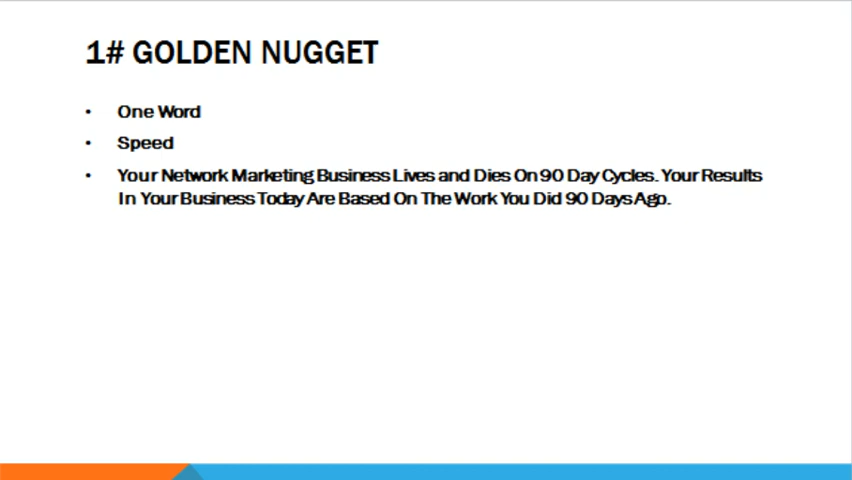 1# GOLDEN NUGGET
• One Word
• Speed
• Your Network Marketing Business Lives and Dies On 90 Day Cycles. Your Results
In Your Business Today Are Based On The Work You Did 90 Days Ago.